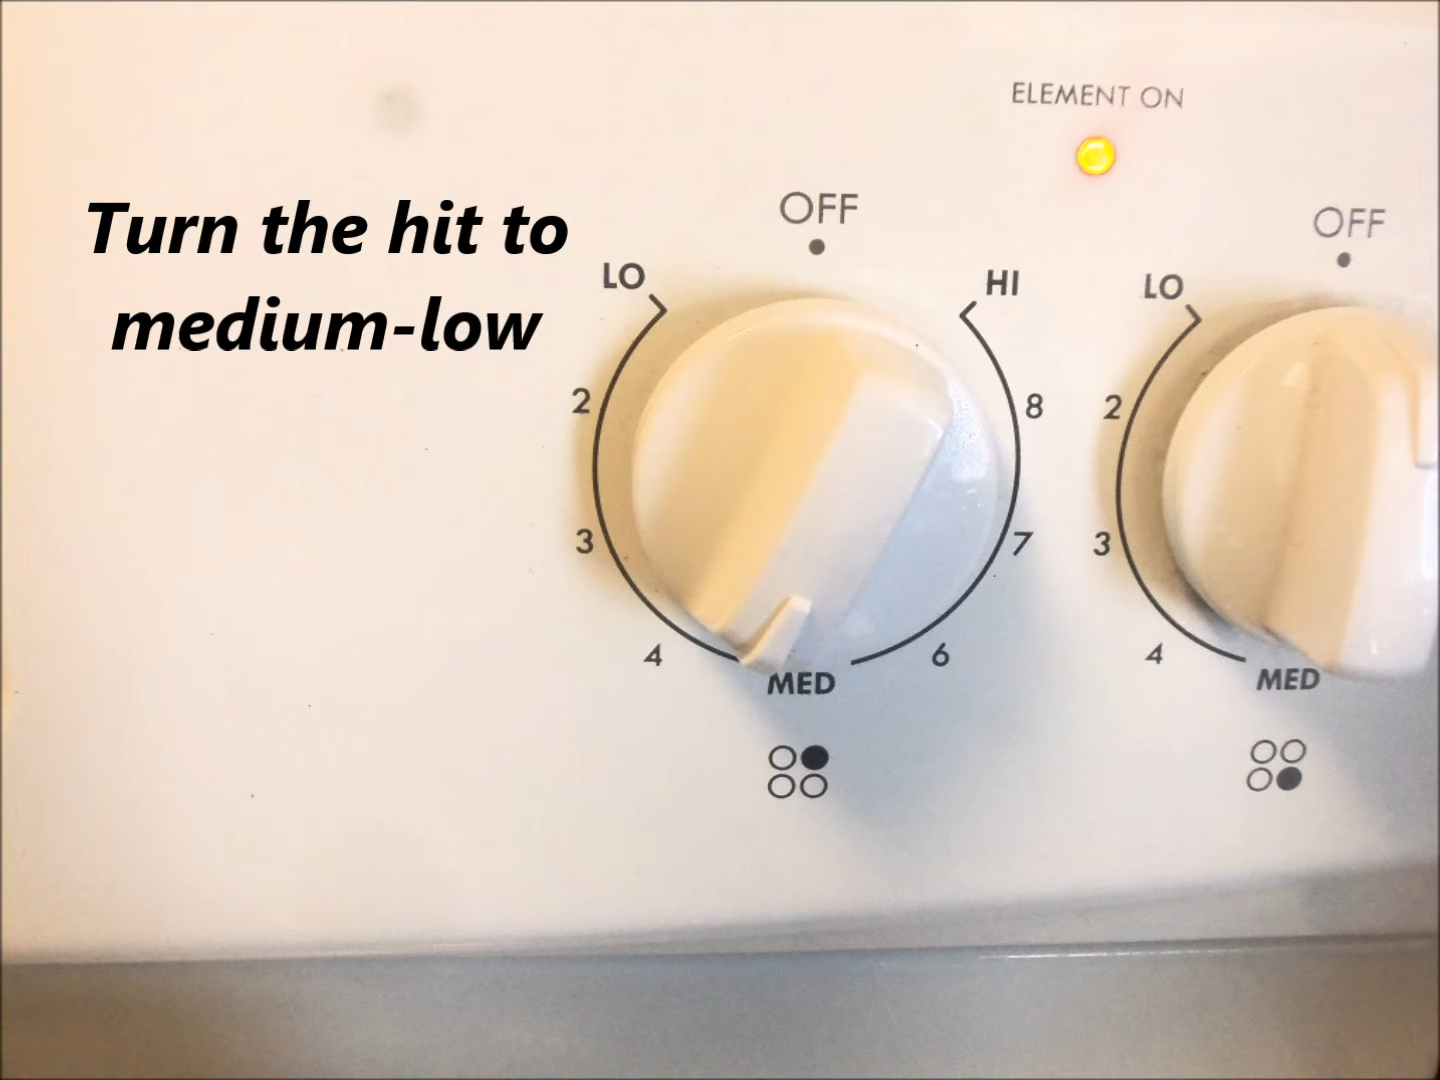 Turn the hit to
medium-low
ELEMENT ON
OFF
LO
HI
2
8
3
7
4
6
MED
OFF
LO
2
3
4
MED